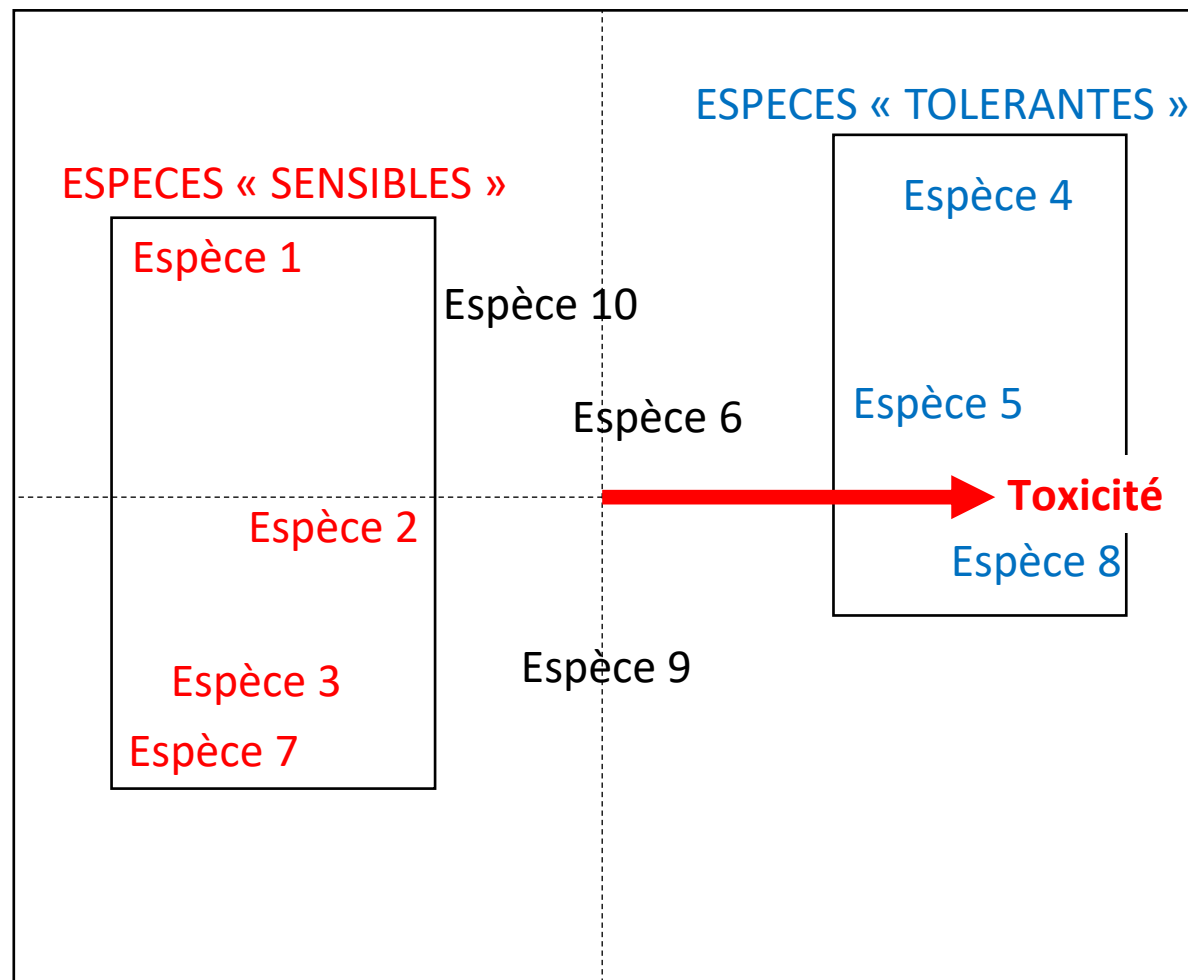 ESPECES « TOLERANTES »
ESPECES « SENSIBLES »
Espèce 4
Espèce 1
Espèce 10
Espèce 5
Espèce 6
Toxicité
Espèce 2
Espèce 8
Espèce 9
Espèce 3
Espèce 7